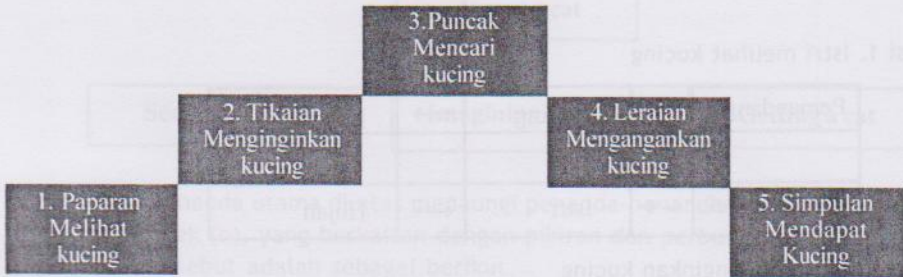 3.Puncak
Mencari
kucing
2. Tikaian
Menginginkan
kucing
4. Leraian
Mengangankan
kucing
1. Paparan
Melihat
kucing
5. Simpulan
Mendapat
Kucing